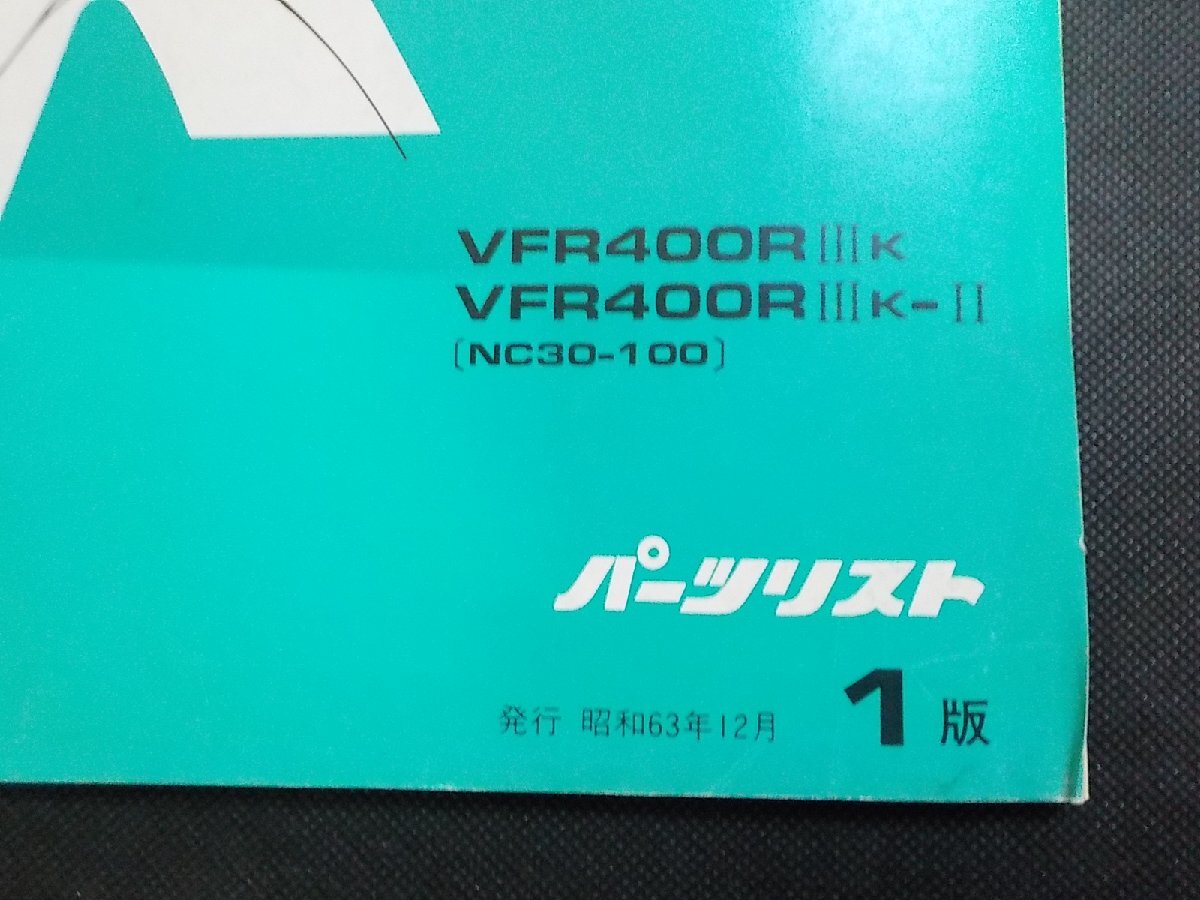 VFR400RⅢK
VFR400RⅢK-Ⅱ
〔NC30-100〕
パーツリスト
発行 昭和63年12月 1版